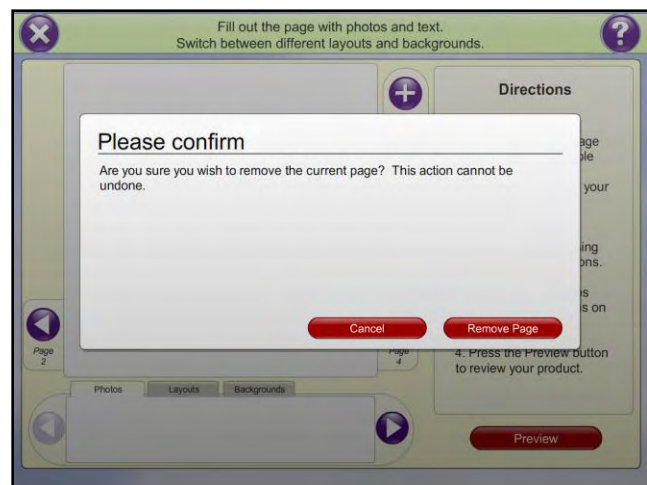 Fill out the page with photos and text.
Switch between different layouts and backgrounds.
?
Directions
Please confirm
Are you sure you wish to remove the current page? This action cannot be
undone.
your
Cancel
Remove Page
Page
2
Page
4
4. Press the Preview button
to review your product.
Photos
Layouts
Backgrounds
Preview